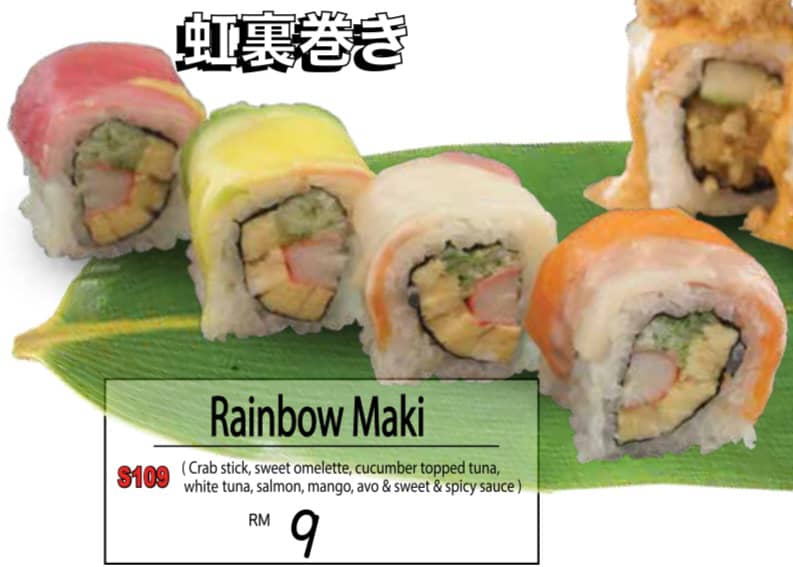 虹裏巻き
Rainbow Maki
S109 ( Crab stick, sweet omelette, cucumber topped tuna,
white tuna, salmon, mango, avo & sweet & spicy sauce )
RM 9